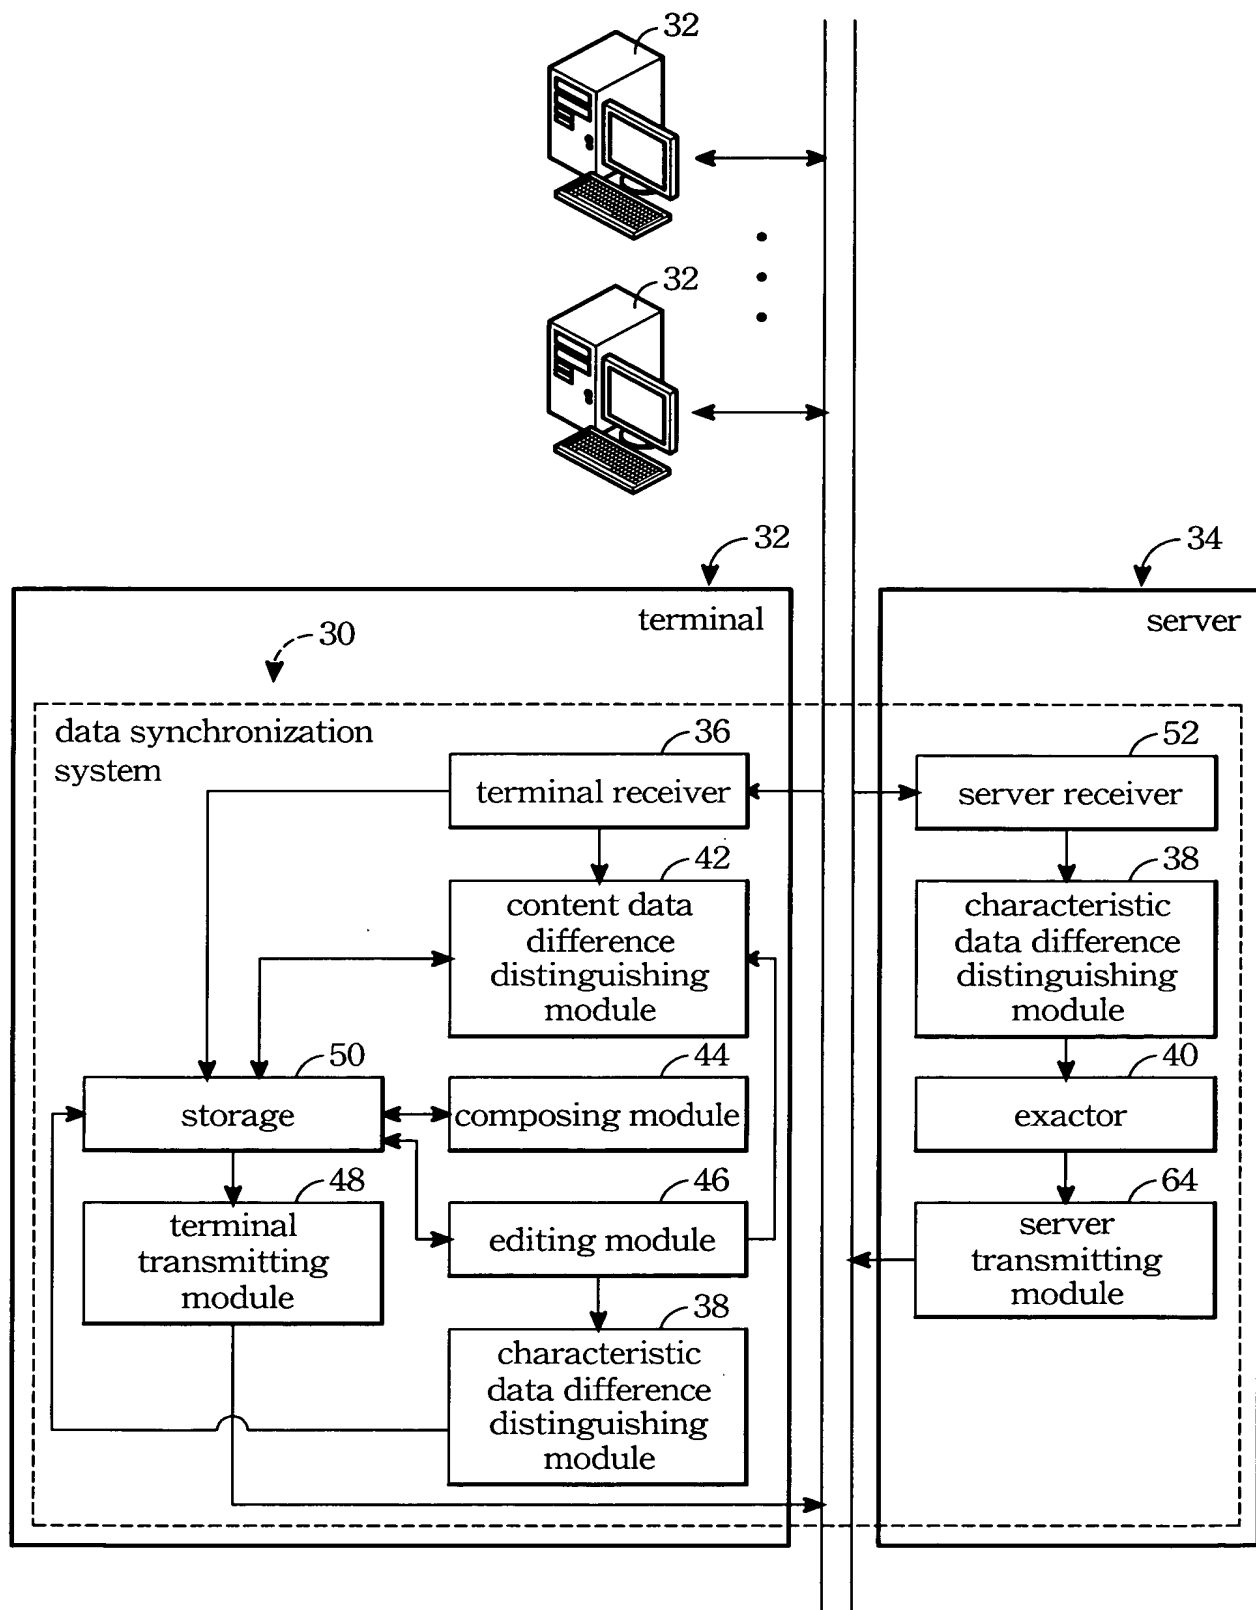 32
32
32
34
terminal
server
30
data synchronization
system
36
terminal receiver
52
server receiver
42
content data
difference
distinguishing
module
38
characteristic
data difference
distinguishing
module
50
storage
44
composing module
40
exactor
48
terminal
transmitting
module
46
editing module
64
server
transmitting
module
38
characteristic
data difference
distinguishing
module